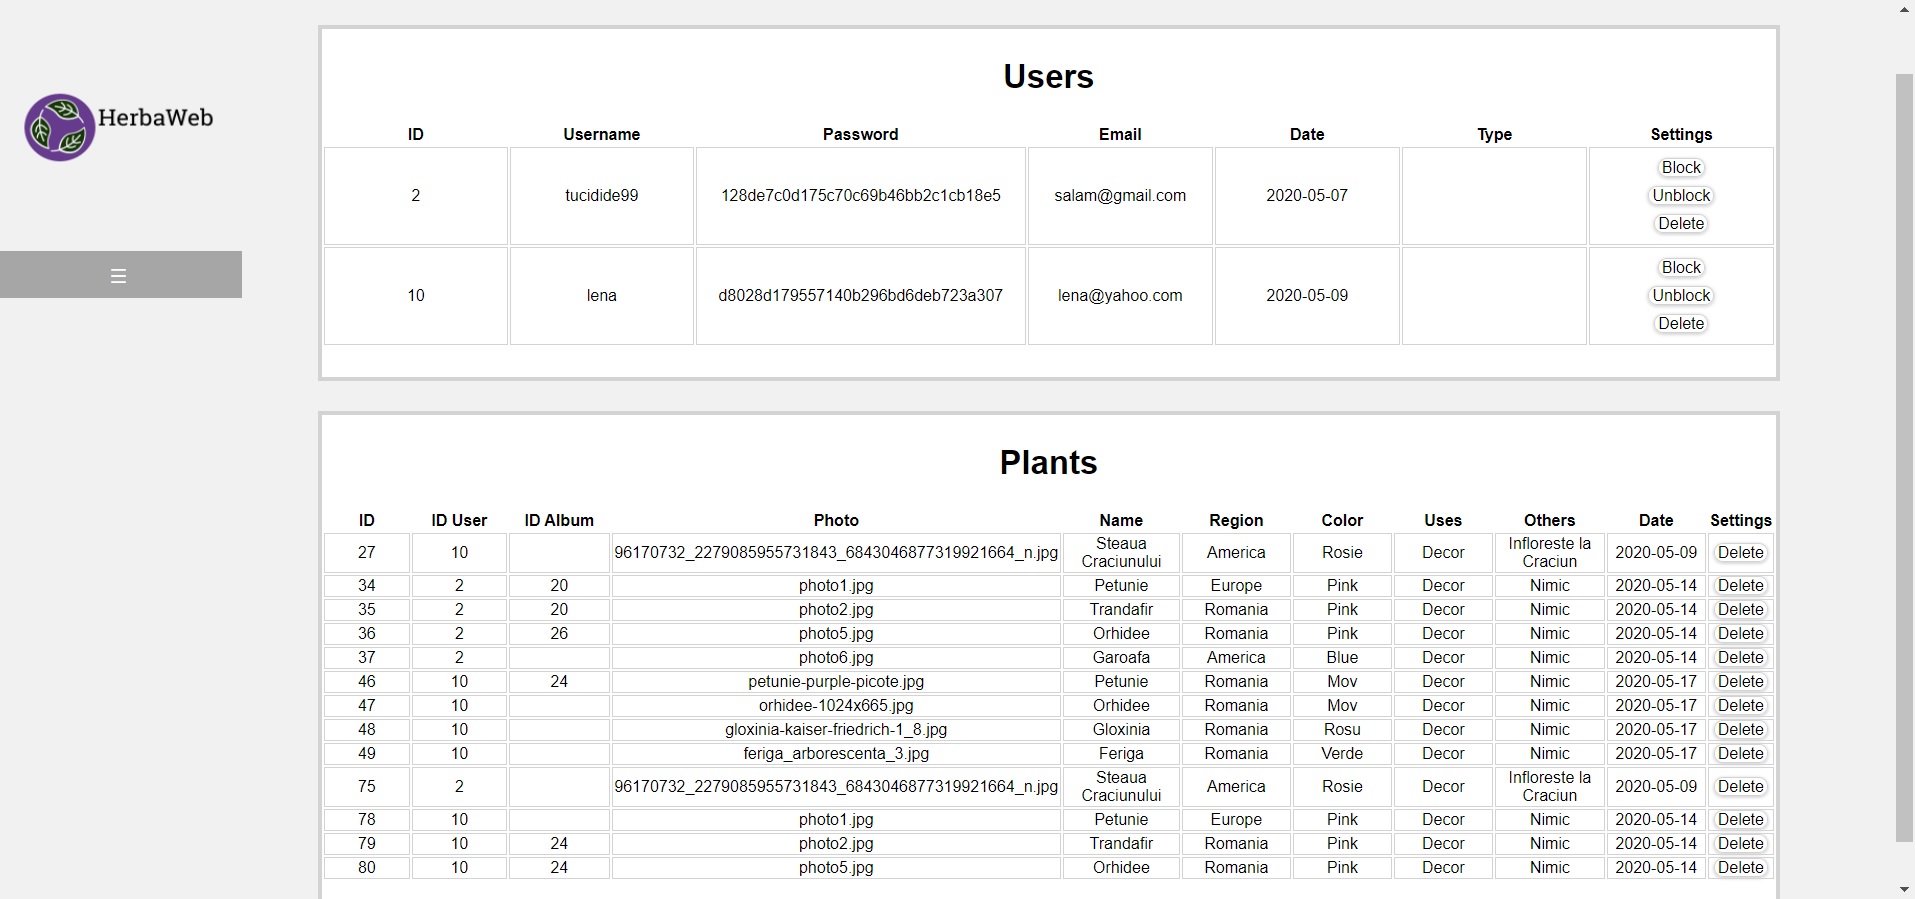 HerbaWeb
☰
Users
ID Username Password Email Date Type Settings
2 tucidide99 128de7c0d175c70c69b46bb2c1cb18e5 salam@gmail.com 2020-05-07 Block
Unblock
Delete
10 lena d8028d179557140b296bd6deb723a307 lena@yahoo.com 2020-05-09 Block
Unblock
Delete
Plants
ID ID User ID Album Photo Name Region Color Uses Others Date Settings
27 10 96170732_2279085955731843_6843046877319921664_n.jpg Steaua Craciunului America Rosie Decor Infloreste la Craciun 2020-05-09 Delete
34 2 20 photo1.jpg Petunie Europe Pink Decor Nimic 2020-05-14 Delete
35 2 20 photo2.jpg Trandafir Romania Pink Decor Nimic 2020-05-14 Delete
36 2 26 photo5.jpg Orhidee Romania Pink Decor Nimic 2020-05-14 Delete
37 2 photo6.jpg Garoafa America Blue Decor Nimic 2020-05-14 Delete
46 10 24 petunie-purple-picote.jpg Petunie Romania Mov Decor Nimic 2020-05-17 Delete
47 10 orhidee-1024x665.jpg Orhidee Romania Mov Decor Nimic 2020-05-17 Delete
48 10 gloxinia-kaiser-friedrich-1_8.jpg Gloxinia Romania Rosu Decor Nimic 2020-05-17 Delete
49 10 feriga_arborescenta_3.jpg Feriga Romania Verde Decor Nimic 2020-05-17 Delete
75 2 96170732_2279085955731843_6843046877319921664_n.jpg Steaua Craciunului America Rosie Decor Infloreste la Craciun 2020-05-09 Delete
78 10 photo1.jpg Petunie Europe Pink Decor Nimic 2020-05-14 Delete
79 10 24 photo2.jpg Trandafir Romania Pink Decor Nimic 2020-05-14 Delete
80 10 24 photo5.jpg Orhidee Romania Pink Decor Nimic 2020-05-14 Delete